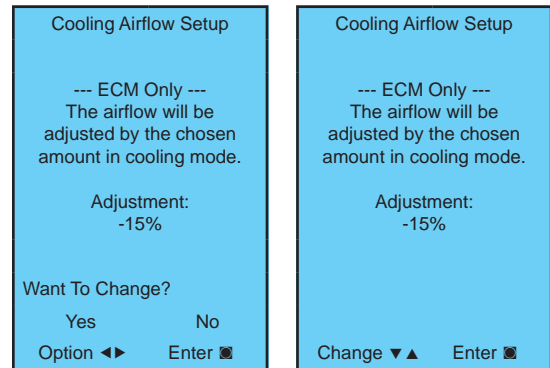 Cooling Airflow Setup
--- ECM Only ---
The airflow will be
adjusted by the chosen
amount in cooling mode.
Adjustment:
-15%
Want To Change?
Yes No
Option ◀▶ Enter ◙
Cooling Airflow Setup
--- ECM Only ---
The airflow will be
adjusted by the chosen
amount in cooling mode.
Adjustment:
-15%
Change ▼▲ Enter ◙